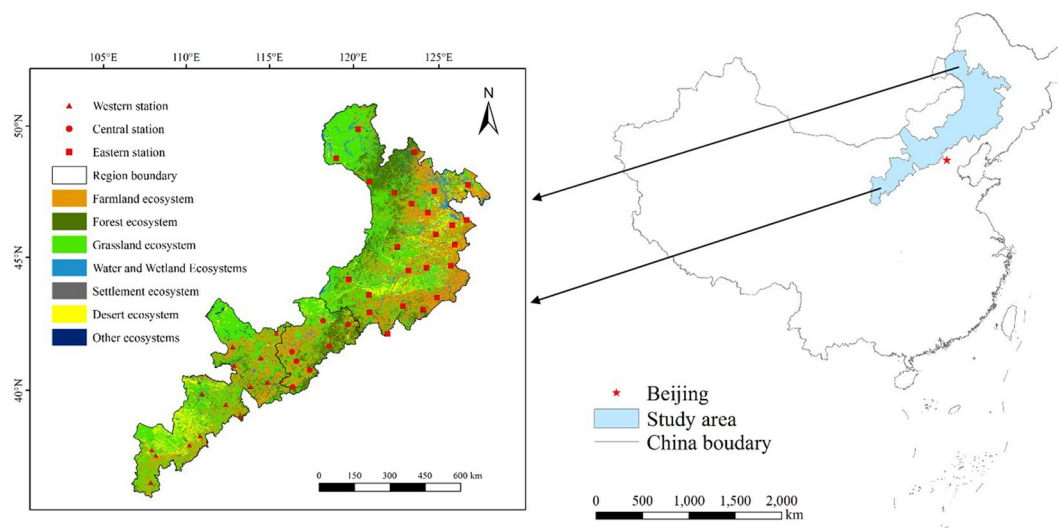 105°E 110°E 115°E 120°E 125°E
50°N
45°N
40°N
N
Western station
Central station
Eastern station
Region boundary
Farmland ecosystem
Forest ecosystem
Grassland ecosystem
Water and Wetland Ecosystems
Settlement ecosystem
Desert ecosystem
Other ecosystems
0 150 300 450 600 km
Beijing
Study area
China boudary
0 500 1,000 1,500 2,000
km